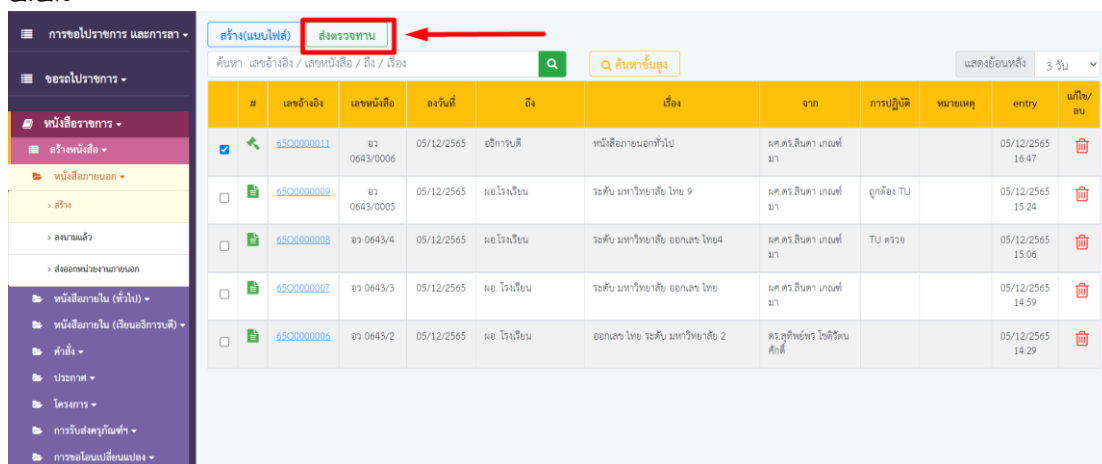 การขอไปราชการ และการลา
ขอรถไปราชการ
หนังสือราชการ
สร้างหนังสือ
หนังสือภายนอก
› สร้าง
› ลงนามแล้ว
› ส่งออกหน่วยงานภายนอก
หนังสือภายใน (ทั่วไป)
หนังสือภายใน (เรียนอธิการบดี)
คำสั่ง
ประกาศ
โครงการ
การรับส่งครุภัณฑ์ฯ
การขอโอนเปลี่ยนแปลง
สร้าง(แนบไฟล์) ส่งตรวจทาน
ค้นหา เลขอ้างอิง / เลขหนังสือ / ถึง / เรื่อง ค้นหาขั้นสูง แสดงย้อนหลัง 3 วัน
# เลขอ้างอิง เลขหนังสือ ลงวันที่ ถึง เรื่อง จาก การปฏิบัติ หมายเหตุ entry แก้ไข/
ลบ
65O0000011 อว 05/12/2565 อธิการบดี หนังสือภายนอกทั่วไป ผศ.ดร.สินดา เกณฑ์ 05/12/2565
0643/0006 มา 16:47
65O0000009 อว 05/12/2565 ผอ.โรงเรียน ระดับ มหาวิทยาลัย ไทย 9 ผศ.ดร.สินดา เกณฑ์ ถูกต้อง TU 05/12/2565
0643/0005 มา 15:24
65O0000008 อว 0643/4 05/12/2565 ผอ.โรงเรียน ระดับ มหาวิทยาลัย ออกเลข ไทย4 ผศ.ดร.สินดา เกณฑ์ TU ตรวจ 05/12/2565
มา 15:06
65O0000007 อว 0643/3 05/12/2565 ผอ. โรงเรียน ระดับ มหาวิทยาลัย ออกเลข ไทย ผศ.ดร.สินดา เกณฑ์ 05/12/2565
มา 14:59
65O0000006 อว 0643/2 05/12/2565 ผอ. โรงเรียน ออกเลข ไทย ระดับ มหาวิทยาลัย 2 ดร.สุทิพย์พร โชติรัตน 05/12/2565
ศักดิ์ 14:29